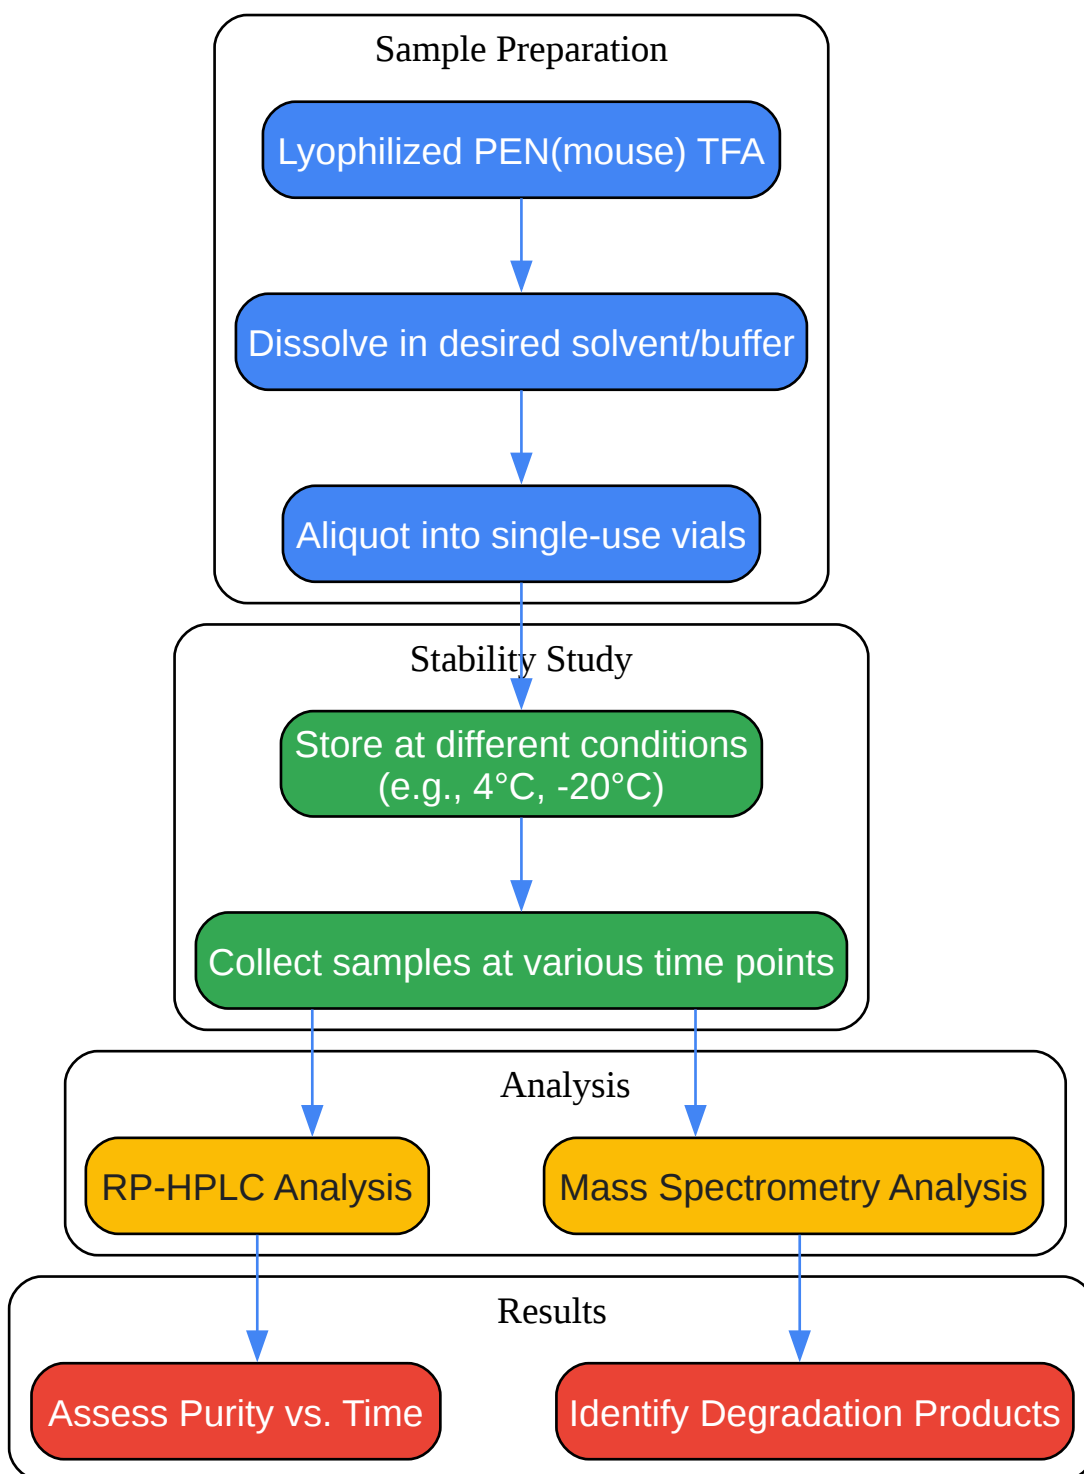 Sample Preparation
Lyophilized PEN(mouse) TFA
Dissolve in desired solvent/buffer
Aliquot into single-use vials
Stability Study
Store at different conditions
(e.g., 4°C, -20°C)
Collect samples at various time points
Analysis
RP-HPLC Analysis
Mass Spectrometry Analysis
Results
Assess Purity vs. Time
Identify Degradation Products